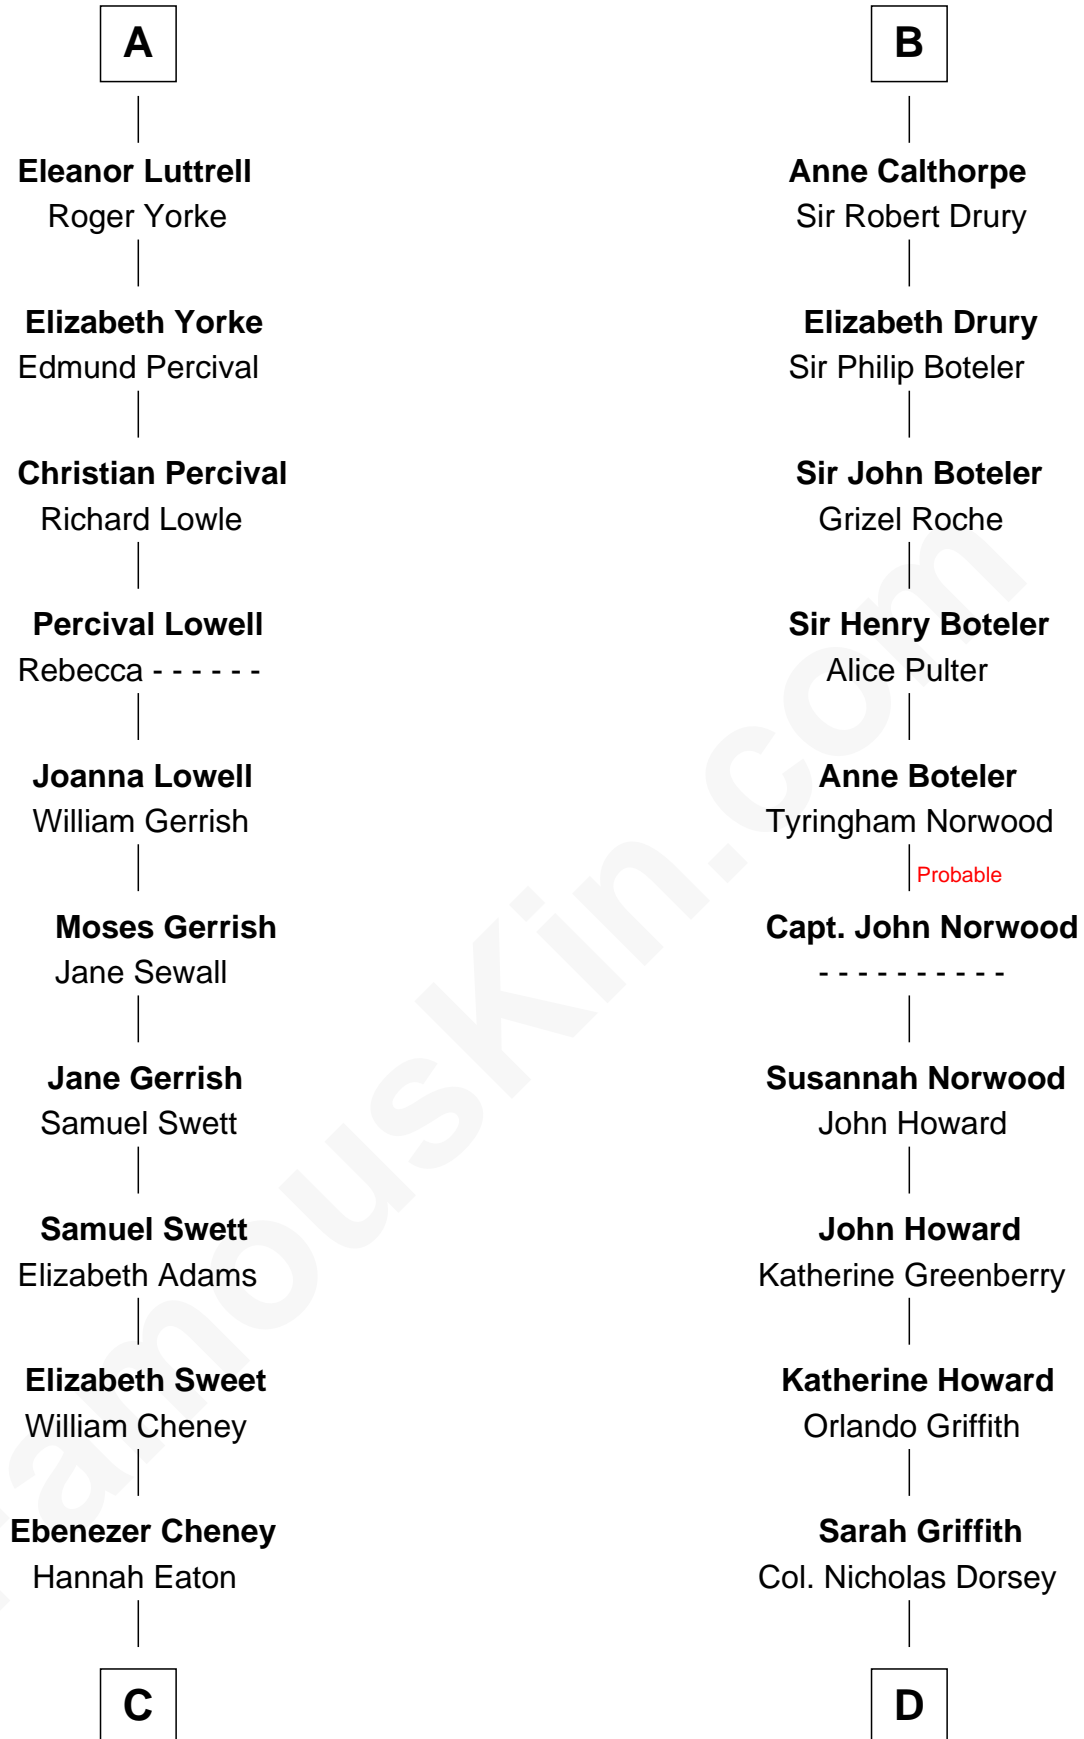 A
Eleanor Luttrell
Roger Yorke
Elizabeth Yorke
Edmund Percival
Christian Percival
Richard Lowle
Percival Lowell
Rebecca - - - - - -
Joanna Lowell
William Gerrish
Moses Gerrish
Jane Sewall
Jane Gerrish
Samuel Swett
Samuel Swett
Elizabeth Adams
Elizabeth Sweet
William Cheney
Ebenezer Cheney
Hannah Eaton
C
B
Anne Calthorpe
Sir Robert Drury
Elizabeth Drury
Sir Philip Boteler
Sir John Boteler
Grizel Roche
Sir Henry Boteler
Alice Pulter
Anne Boteler
Tyringham Norwood
Probable
Capt. John Norwood
- - - - - - - - - -
Susannah Norwood
John Howard
John Howard
Katherine Greenberry
Katherine Howard
Orlando Griffith
Sarah Griffith
Col. Nicholas Dorsey
D
FamousKin.com